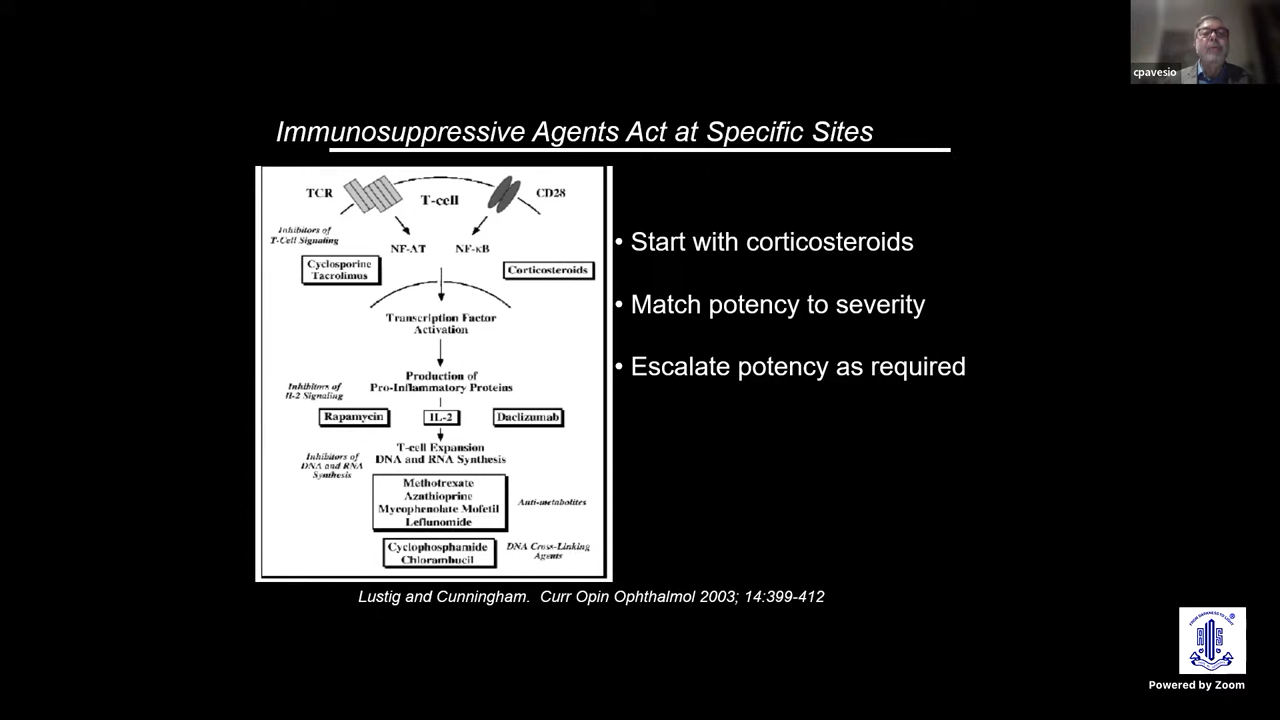 cpavesio
Immunosuppressive Agents Act at Specific Sites
TCR
T-cell
CD28
Inhibitors of
T-Cell Signaling
NF-AT
NF-κB
Cyclosporine
Tacrolimus
Corticosteroids
Transcription Factor
Activation
Production of
Pro-Inflammatory Proteins
Inhibitors of
Il-2 Signaling
Rapamycin
IL-2
Daclizumab
T-cell Expansion
DNA and RNA Synthesis
Inhibitors of
DNA and RNA
Synthesis
Methotrexate
Azathioprine
Mycophenolate Mofetil
Leflunomide
Anti-metabolites
Cyclophosphamide
Chlorambucil
DNA Cross-Linking
Agents
• Start with corticosteroids
• Match potency to severity
• Escalate potency as required
Lustig and Cunningham. Curr Opin Ophthalmol 2003; 14:399-412
FROM DARKNESS TO LIGHT
Powered by Zoom